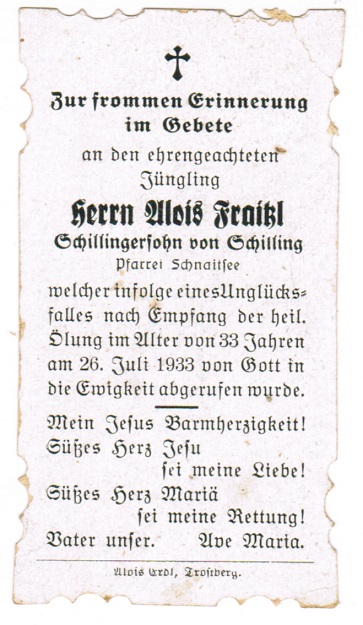 Zur frommen Erinnerung
im Gebete
an den ehrengeachteten
Jüngling
Herrn Alois Fraitzl
Schillingersohn von Schilling
Pfarrei Schnaitsee
welcher infolge eines Unglücks-
falles nach Empfang der heil.
Ölung im Alter von 33 Jahren
am 26. Juli 1933 von Gott in
die Ewigkeit abgerufen wurde.
Mein Jesus Barmherzigkeit!
Süßes Herz Jesu
sei meine Liebe!
Süßes Herz Mariä
sei meine Rettung!
Vater unser. Ave Maria.
Alois Erdl, Trostberg.